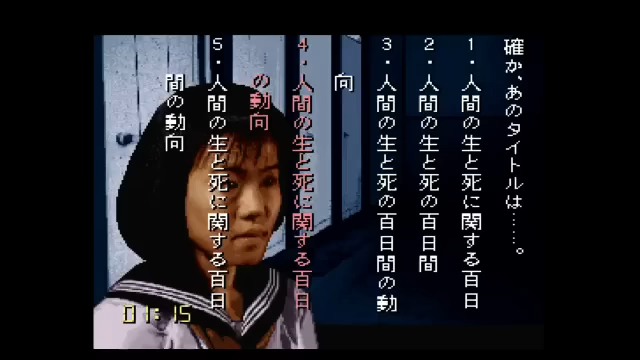 確か、あのタイトルは……。
1・人間の生と死に関する百日
2・人間の生と死の百日間
3・人間の生と死の百日間の動
向
4・人間の生と死に関する百日
の動向
5・人間の生と死に関する百日
間の動向
01:15